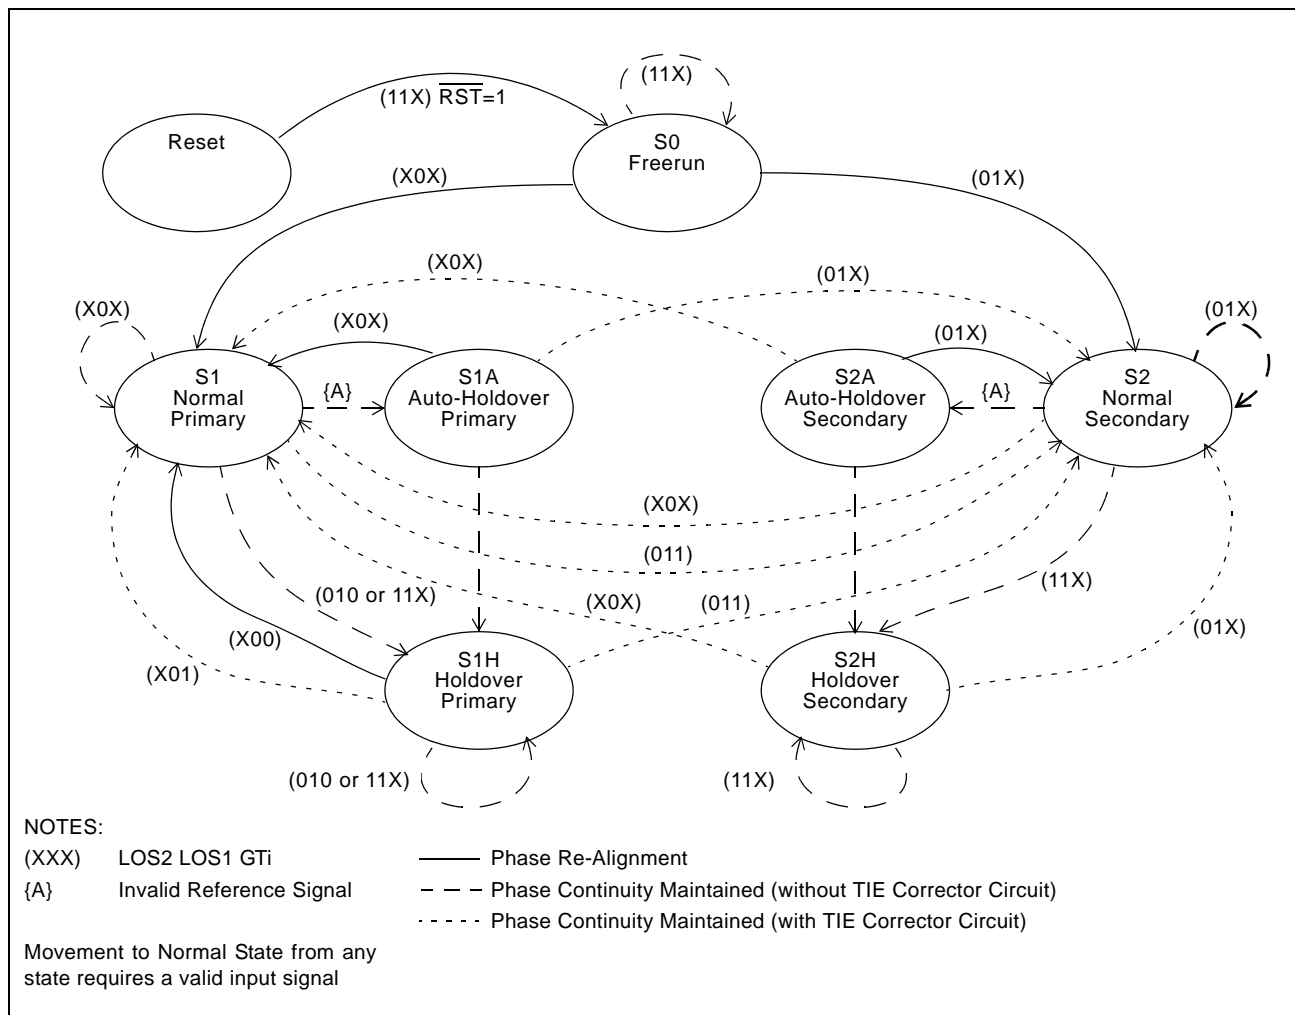 (11X)
(11X) RST=1
Reset
S0
Freerun
(X0X)
(01X)
(X0X)
(01X)
(X0X)
(X0X)
(01X)
(01X)
S1
Normal
Primary
{A}
S1A
Auto-Holdover
Primary
S2A
Auto-Holdover
Secondary
{A}
S2
Normal
Secondary
(X0X)
(011)
(010 or 11X)
(X0X)
(011)
(11X)
(X00)
(X01)
(01X)
S1H
Holdover
Primary
S2H
Holdover
Secondary
(010 or 11X)
(11X)
NOTES:
(XXX) LOS2 LOS1 GTi
Phase Re-Alignment
{A} Invalid Reference Signal
Phase Continuity Maintained (without TIE Corrector Circuit)
Phase Continuity Maintained (with TIE Corrector Circuit)
Movement to Normal State from any
state requires a valid input signal